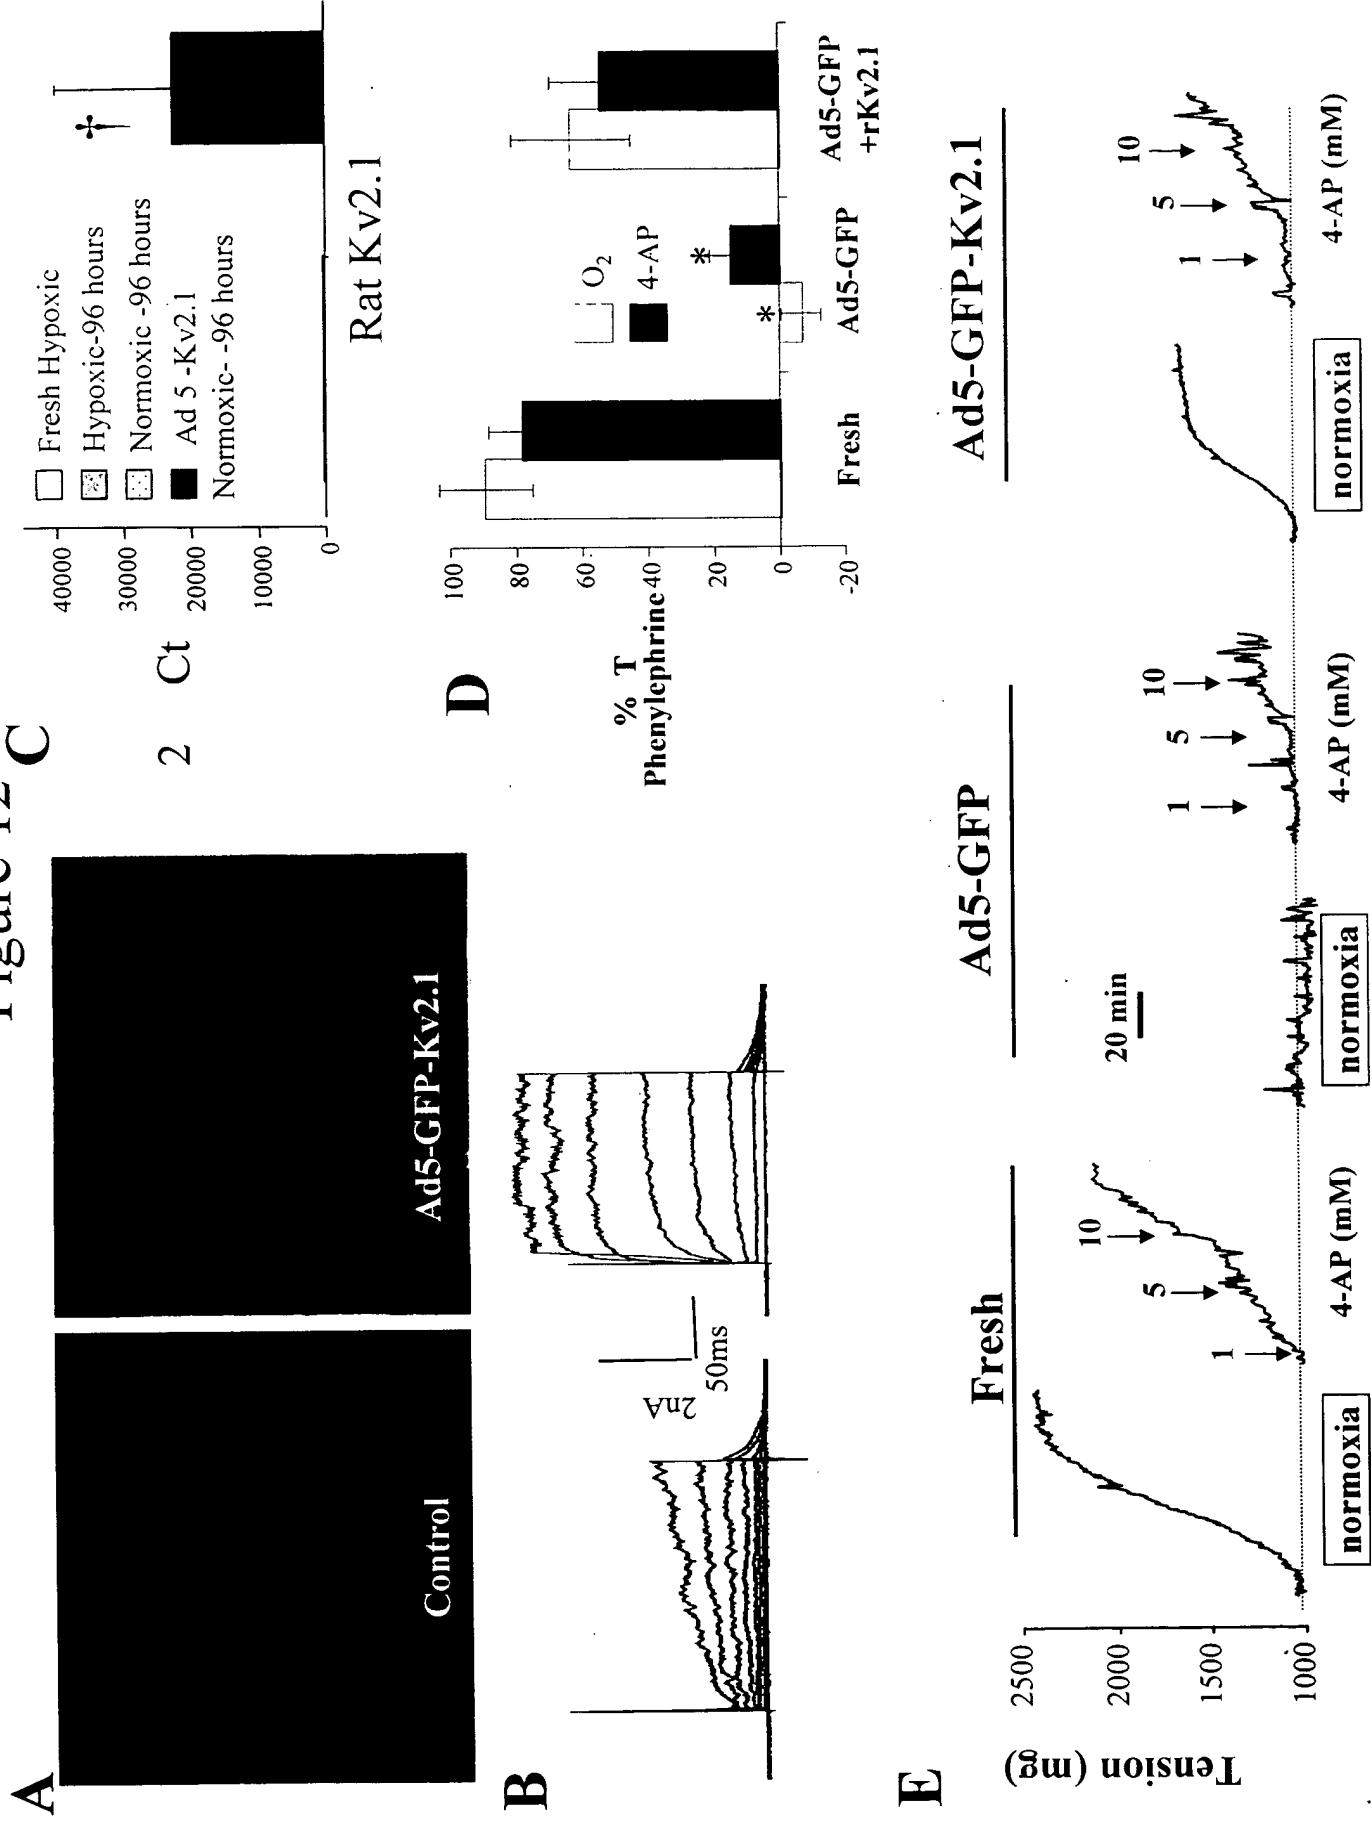 Figure 12
A
Control
Ad5-GFP-Kv2.1
B
2nA
50ms
C
2 Ct
40000
30000
20000
10000
0
Fresh Hypoxic
Hypoxic-96 hours
Normoxic -96 hours
Ad 5 -Kv2.1
Normoxic- -96 hours
†
Rat Kv2.1
D
% T
Phenylephrine
100
80
60
40
20
0
-20
O2
4-AP
*
*
Fresh
Ad5-GFP
Ad5-GFP
+rKv2.1
E
Tension (mg)
2500
2000
1500
1000
Fresh
Ad5-GFP
Ad5-GFP-Kv2.1
20 min
1
5
10
1
5
10
1
5
10
normoxia
4-AP (mM)
normoxia
4-AP (mM)
normoxia
4-AP (mM)